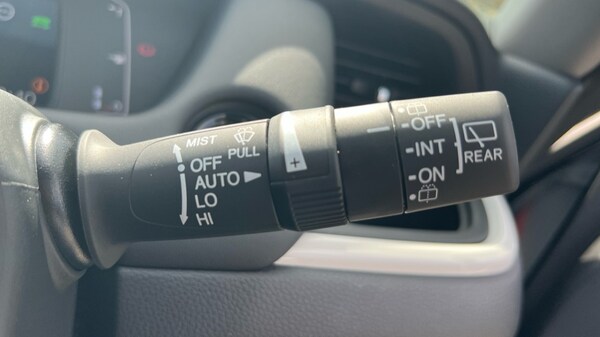 MIST
OFF PULL
AUTO
LO
HI
OFF
INT
ON
REAR